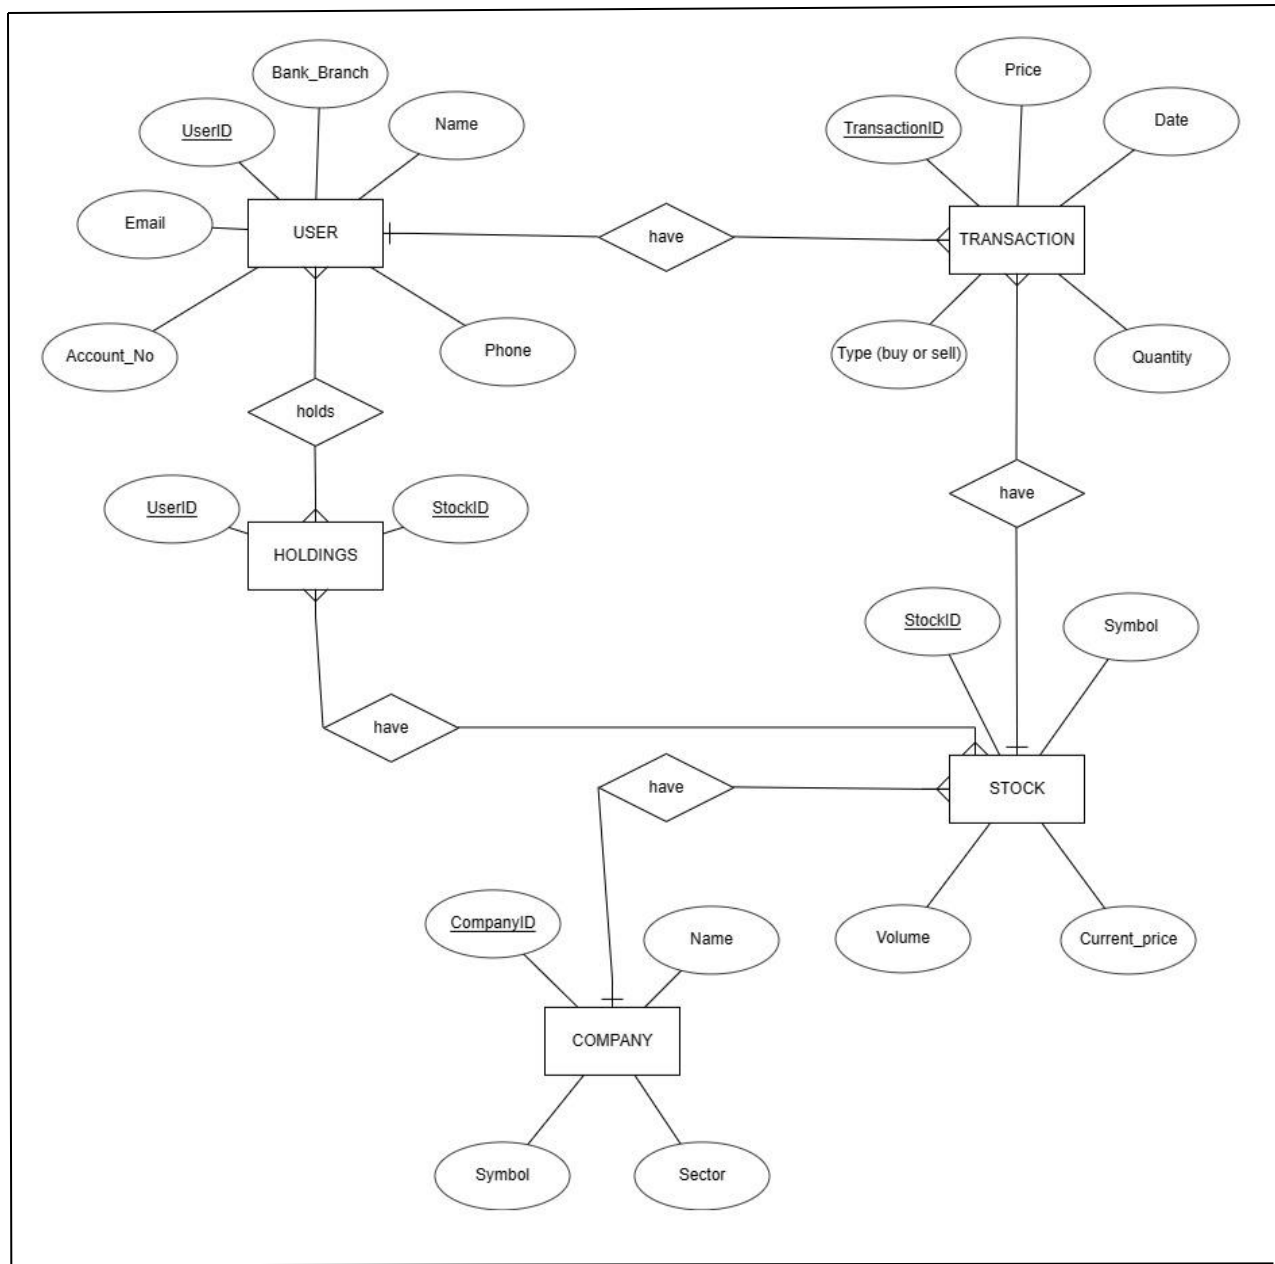 Bank_Branch
Price
UserID
Name
TransactionID
Date
Email
USER
have
TRANSACTION
Account_No
Phone
Type (buy or sell)
Quantity
holds
UserID
StockID
have
HOLDINGS
StockID
Symbol
have
have
STOCK
CompanyID
Name
Volume
Current_price
COMPANY
Symbol
Sector